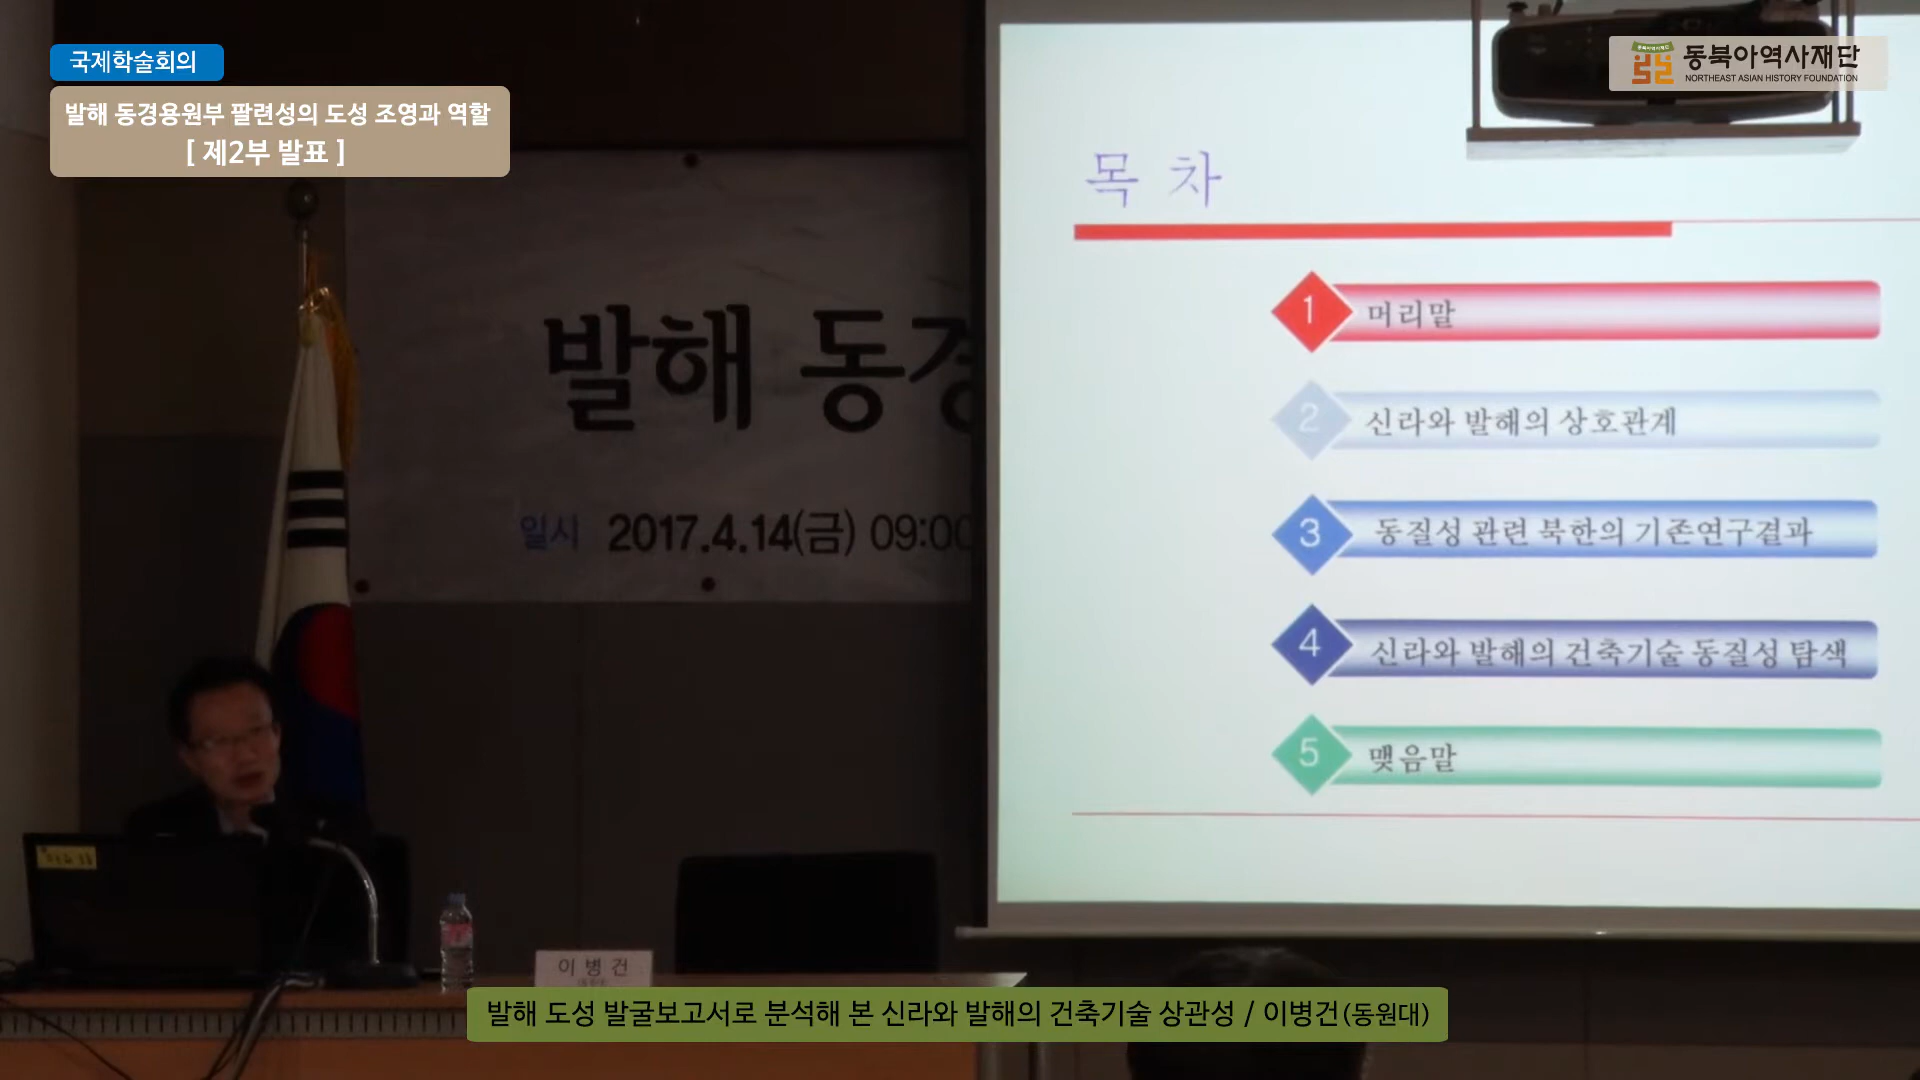 국제학술회의
발해 동경용원부 팔련성의 도성 조영과 역할
[ 제2부 발표 ]
동북아역사재단
NORTHEAST ASIAN HISTORY FOUNDATION
발해 동경
일시 2017.4.14(금) 09:00
목 차
1 머리말
2 신라와 발해의 상호관계
3 동질성 관련 북한의 기존연구결과
4 신라와 발해의 건축기술 동질성 탐색
5 맺음말
이 병 건
발해 도성 발굴보고서로 분석해 본 신라와 발해의 건축기술 상관성 / 이병건(동원대)